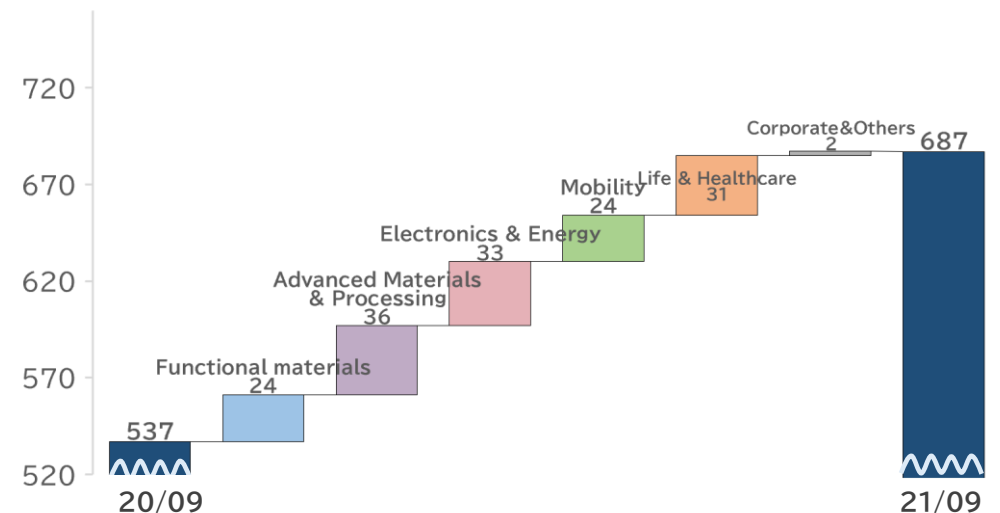 720
670
620
570
520
537
Functional materials
24
Advanced Materials
& Processing
36
Electronics & Energy
33
Mobility
24
Life & Healthcare
31
Corporate&Others
2
687
20/09
21/09